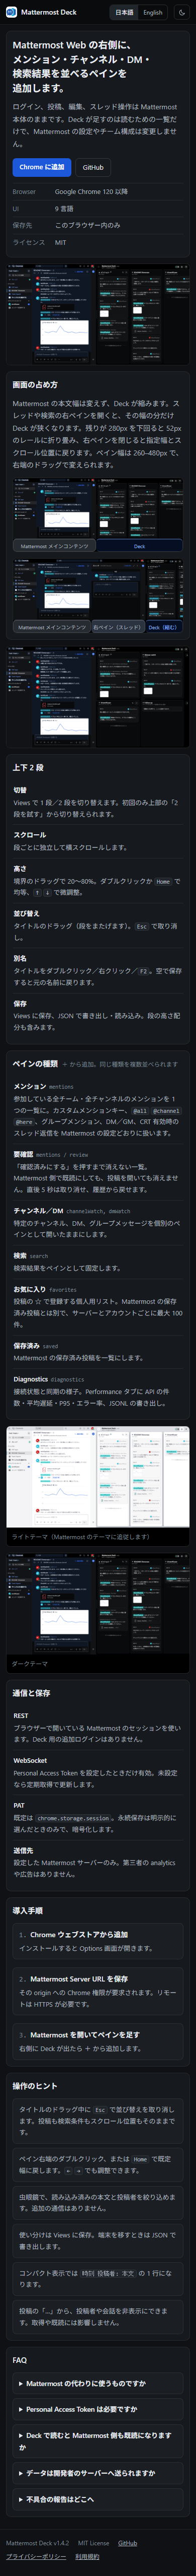 Mattermost Deck
日本語
English
Mattermost Web の右側に、
メンション・チャンネル・DM・
検索結果を並べるペインを
追加します。
ログイン、投稿、編集、スレッド操作は Mattermost
本体のままです。Deck が足すのは読むための一覧だ
けで、Mattermost の設定やチーム構成は変更しませ
ん。
Chrome に追加
GitHub
Browser Google Chrome 120 以降
UI 9 言語
保存先 このブラウザー内のみ
ライセンス MIT
画面の占め方
Mattermost の本文幅は変えず、Deck が縮みます。ス
レッドや検索の右ペインを開くと、その幅の分だけ
Deck が狭くなります。残りが 280px を下回ると 52px
のレールに折り畳み、右ペインを閉じると指定幅とス
クロール位置に戻ります。ペイン幅は 260–480px で、
右端のドラッグで変えられます。
Mattermost メインコンテンツ
Deck
Mattermost メインコンテンツ
右ペイン（スレッド）
Deck（縮む）
上下 2 段
切替
Views で 1 段／2 段を切り替えます。初回のみ上部の「2
段を試す」から切り替えられます。
スクロール
段ごとに独立して横スクロールします。
高さ
境界のドラッグで 20〜80%。ダブルクリックか Home で
均等、↑ ↓ で微調整。
並び替え
タイトルのドラッグ（段をまたげます）。Esc で取り消
し。
別名
タイトルをダブルクリック／右クリック／F2。空で保存
すると元の名前に戻ります。
保存
Views に保存、JSON で書き出し・読み込み。段の高さ配
分も含みます。
ペインの種類 ＋ から追加。同じ種類を複数並べられます
メンション mentions
参加している全チーム・全チャンネルのメンションを 1
つの一覧に。カスタムメンションキー、@all @channel
@here、グループメンション、DM／GM、CRT 有効時の
スレッド返信を Mattermost の設定どおりに扱います。
要確認 mentions / review
「確認済みにする」を押すまで消えない一覧。
Mattermost 側で既読にしても、投稿を開いても消えませ
ん。直後 5 秒は取り消せ、履歴から戻せます。
チャンネル／DM channelwatch, dmwatch
特定のチャンネル、DM、グループメッセージを個別のペ
インとして開いたままにします。
検索 search
検索結果をペインとして固定します。
お気に入り favorites
投稿の ☆ で登録する個人用リスト。Mattermost の保存
済み投稿とは別で、サーバーとアカウントごとに最大 100
件。
保存済み saved
Mattermost の保存済み投稿を一覧にします。
Diagnostics diagnostics
接続状態と同期の様子。Performance タブに API の件
数・平均遅延・P95・エラー率、JSONL の書き出し。
ライトテーマ（Mattermost のテーマに追従します）
ダークテーマ
通信と保存
REST
ブラウザーで開いている Mattermost のセッションを使い
ます。Deck 用の追加ログインはありません。
WebSocket
Personal Access Token を設定したときだけ有効。未設定
なら定期取得で更新します。
PAT
既定は chrome.storage.session。永続保存は明示的に
選んだときのみで、暗号化します。
送信先
設定した Mattermost サーバーのみ。第三者の analytics
や広告はありません。
導入手順
1. Chrome ウェブストアから追加
インストールすると Options 画面が開きます。
2. Mattermost Server URL を保存
その origin への Chrome 権限が要求されます。リモー
トは HTTPS が必要です。
3. Mattermost を開いてペインを足す
右側に Deck が出たら ＋ から追加します。
操作のヒント
タイトルのドラッグ中に Esc で並び替えを取り消し
ます。投稿も検索条件もスクロール位置もそのままで
す。
ペイン右端のダブルクリック、または Home で既定
幅に戻します。← → でも調整できます。
虫眼鏡で、読み込み済みの本文と投稿者を絞り込めま
す。追加の通信はありません。
使い分けは Views に保存。端末を移すときは JSON で
書き出します。
コンパクト表示では 時刻 投稿者: 本文 の 1 行にな
ります。
投稿の「…」から、投稿者や会話を非表示にできま
す。取得や既読には影響しません。
FAQ
▶ Mattermost の代わりに使うものですか
▶ Personal Access Token は必要ですか
▶ Deck で読むと Mattermost 側も既読になります
か
▶ データは開発者のサーバーへ送られますか
▶ 不具合の報告はどこへ
Mattermost Deck v1.4.2 MIT License GitHub
プライバシーポリシー 利用規約